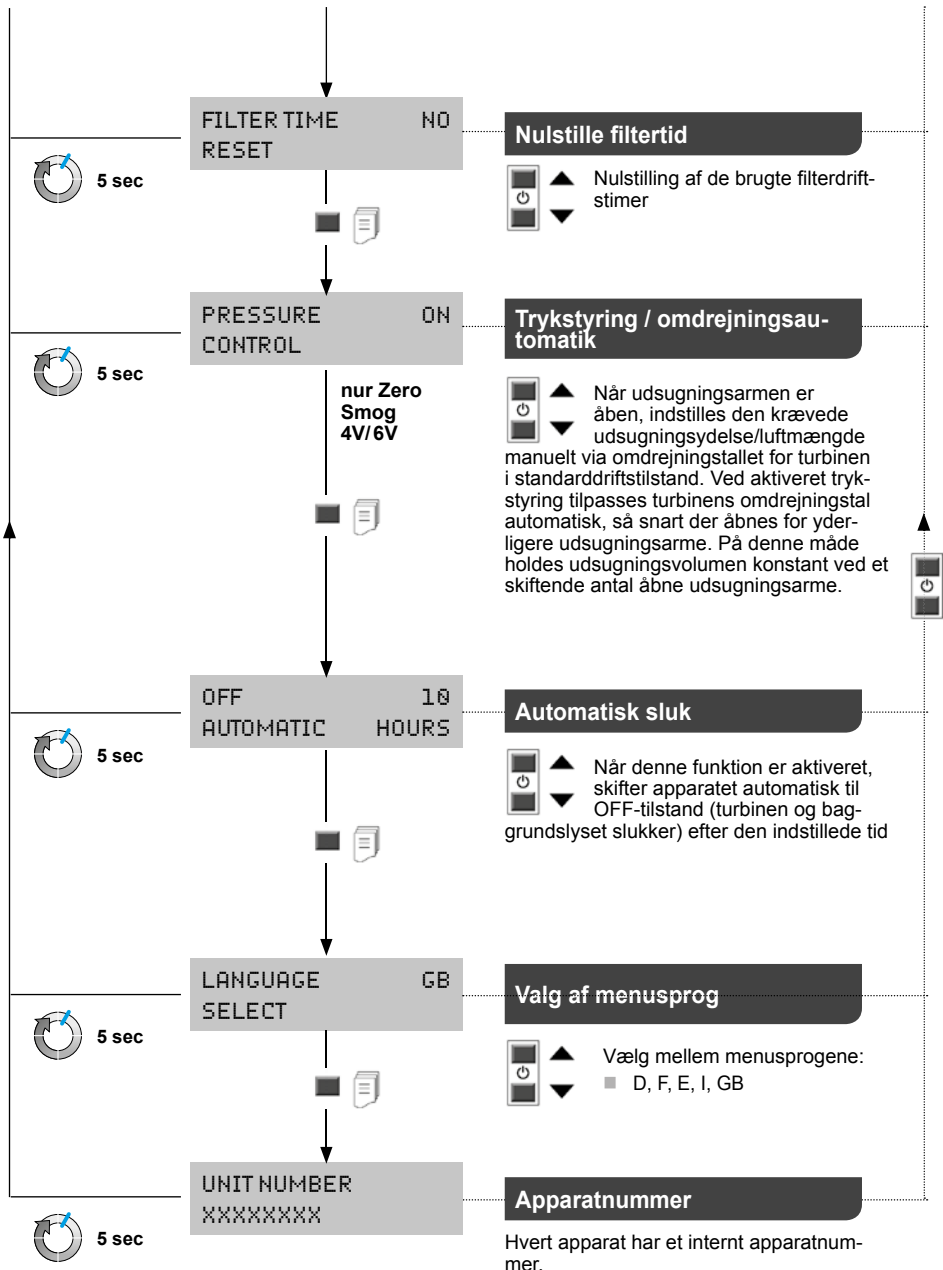 FILTER TIME NO
RESET
5 sec
Nulstille filtertid
Nulstilling af de brugte filterdrift-
stimer
PRESSURE ON
CONTROL
5 sec
nur Zero
Smog
4V/6V
Trykstyring / omdrejningsau-
tomatik
Når udsugningsarmen er
åben, indstilles den krævede
udsugningsydelse/luftmængde
manuelt via omdrejningstallet for turbinen
i standarddriftstilstand. Ved aktiveret tryk-
styring tilpasses turbinens omdrejningstal
automatisk, så snart der åbnes for yder-
ligere udsugningsarme. På denne måde
holdes udsugningsvolumen konstant ved et
skiftende antal åbne udsugningsarme.
OFF 10
AUTOMATIC HOURS
5 sec
Automatisk sluk
Når denne funktion er aktiveret,
skifter apparatet automatisk til
OFF-tilstand (turbinen og bag-
grundslyset slukker) efter den indstillede tid
LANGUAGE GB
SELECT
5 sec
Valg af menusprog
Vælg mellem menusprogene:
■ D, F, E, I, GB
UNIT NUMBER
XXXXXXXX
5 sec
Apparatnummer
Hvert apparat har et internt apparatnum-
mer.